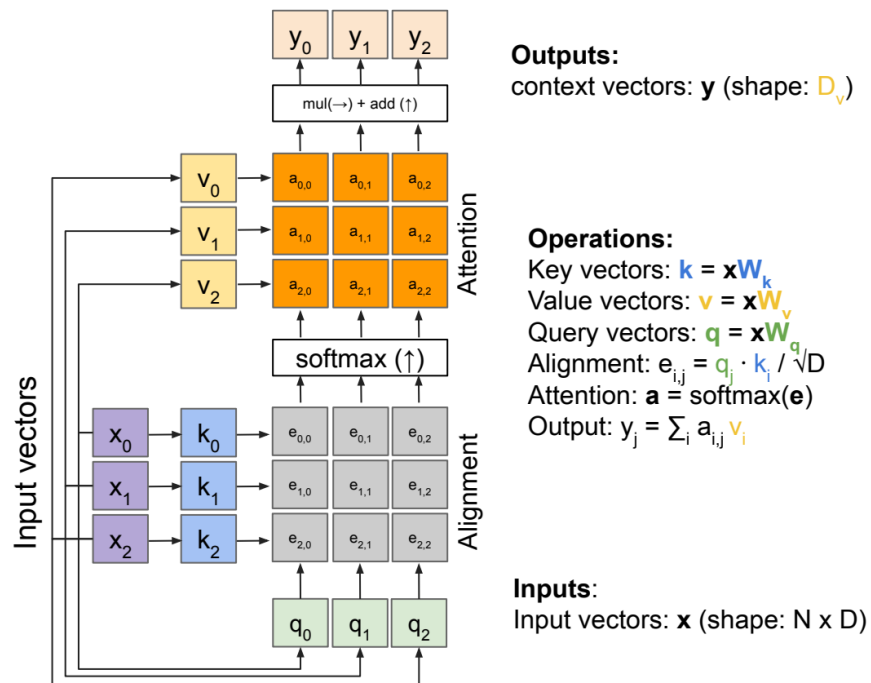 y0 y1 y2
mul(→) + add (↑)
v0 a0,0 a0,1 a0,2
v1 a1,0 a1,1 a1,2
v2 a2,0 a2,1 a2,2
Attention
softmax (↑)
x0 k0 e0,0 e0,1 e0,2
x1 k1 e1,0 e1,1 e1,2
x2 k2 e2,0 e2,1 e2,2
Alignment
Input vectors
q0 q1 q2
Outputs:
context vectors: y (shape: Dv)
Operations:
Key vectors: k = xWk
Value vectors: v = xWv
Query vectors: q = xWq
Alignment: ei,j = qj · ki / √D
Attention: a = softmax(e)
Output: yj = ∑i ai,j vi
Inputs:
Input vectors: x (shape: N x D)